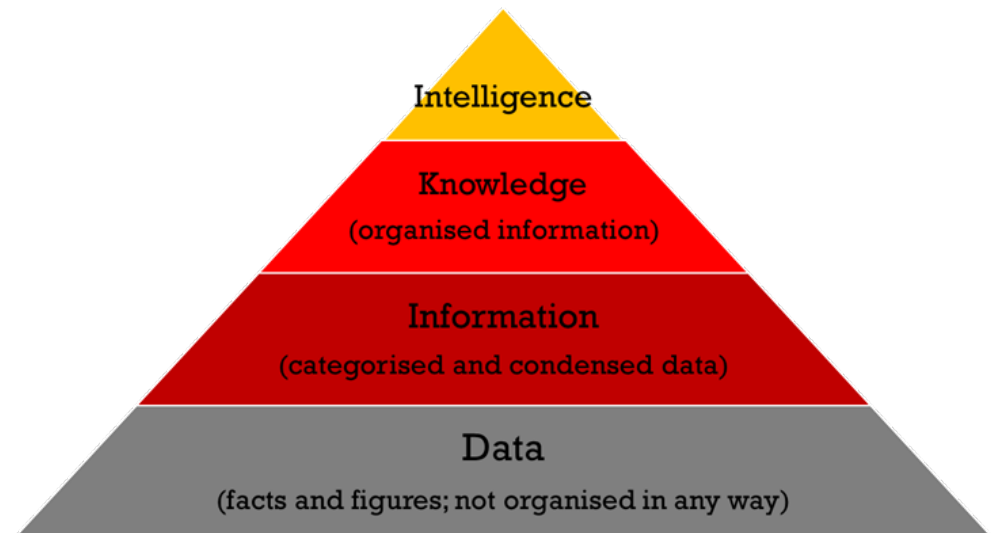 Intelligence
Knowledge
(organised information)
Information
(categorised and condensed data)
Data
(facts and figures; not organised in any way)